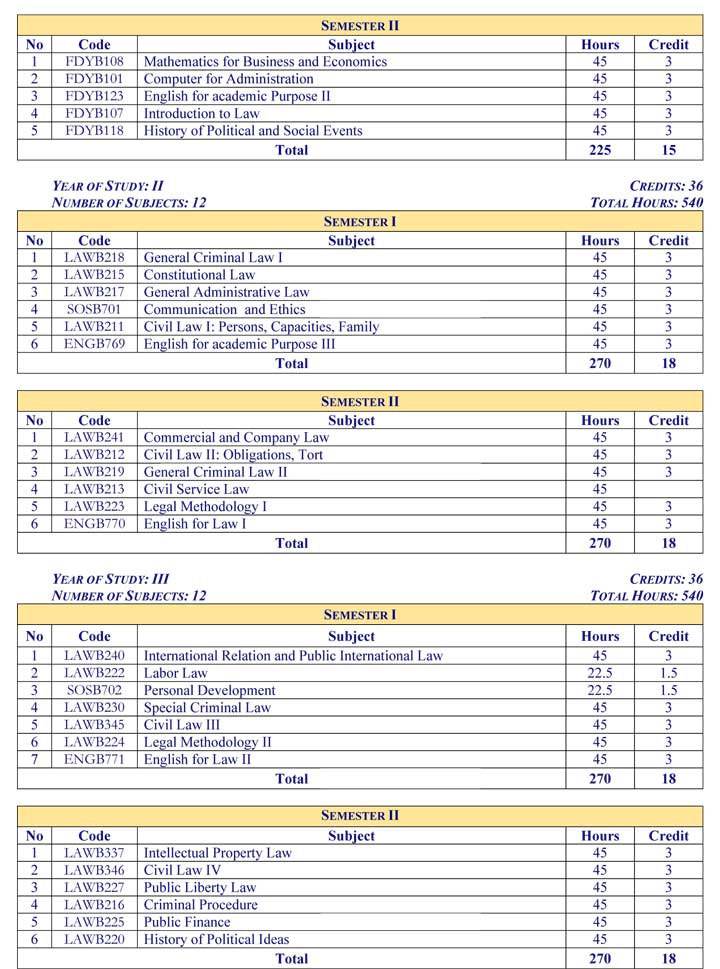 SEMESTER II
No Code Subject Hours Credit
1 FDYB108 Mathematics for Business and Economics 45 3
2 FDYB101 Computer for Administration 45 3
3 FDYB123 English for academic Purpose II 45 3
4 FDYB107 Introduction to Law 45 3
5 FDYB118 History of Political and Social Events 45 3
Total 225 15
YEAR OF STUDY: II CREDITS: 36
NUMBER OF SUBJECTS: 12 TOTAL HOURS: 540
SEMESTER I
No Code Subject Hours Credit
1 LAWB218 General Criminal Law I 45 3
2 LAWB215 Constitutional Law 45 3
3 LAWB217 General Administrative Law 45 3
4 SOSB701 Communication and Ethics 45 3
5 LAWB211 Civil Law I: Persons, Capacities, Family 45 3
6 ENGB769 English for academic Purpose III 45 3
Total 270 18
SEMESTER II
No Code Subject Hours Credit
1 LAWB241 Commercial and Company Law 45 3
2 LAWB212 Civil Law II: Obligations, Tort 45 3
3 LAWB219 General Criminal Law II 45 3
4 LAWB213 Civil Service Law 45
5 LAWB223 Legal Methodology I 45 3
6 ENGB770 English for Law I 45 3
Total 270 18
YEAR OF STUDY: III CREDITS: 36
NUMBER OF SUBJECTS: 12 TOTAL HOURS: 540
SEMESTER I
No Code Subject Hours Credit
1 LAWB240 International Relation and Public International Law 45 3
2 LAWB222 Labor Law 22.5 1.5
3 SOSB702 Personal Development 22.5 1.5
4 LAWB230 Special Criminal Law 45 3
5 LAWB345 Civil Law III 45 3
6 LAWB224 Legal Methodology II 45 3
7 ENGB771 English for Law II 45 3
Total 270 18
SEMESTER II
No Code Subject Hours Credit
1 LAWB337 Intellectual Property Law 45 3
2 LAWB346 Civil Law IV 45 3
3 LAWB227 Public Liberty Law 45 3
4 LAWB216 Criminal Procedure 45 3
5 LAWB225 Public Finance 45 3
6 LAWB220 History of Political Ideas 45 3
Total 270 18